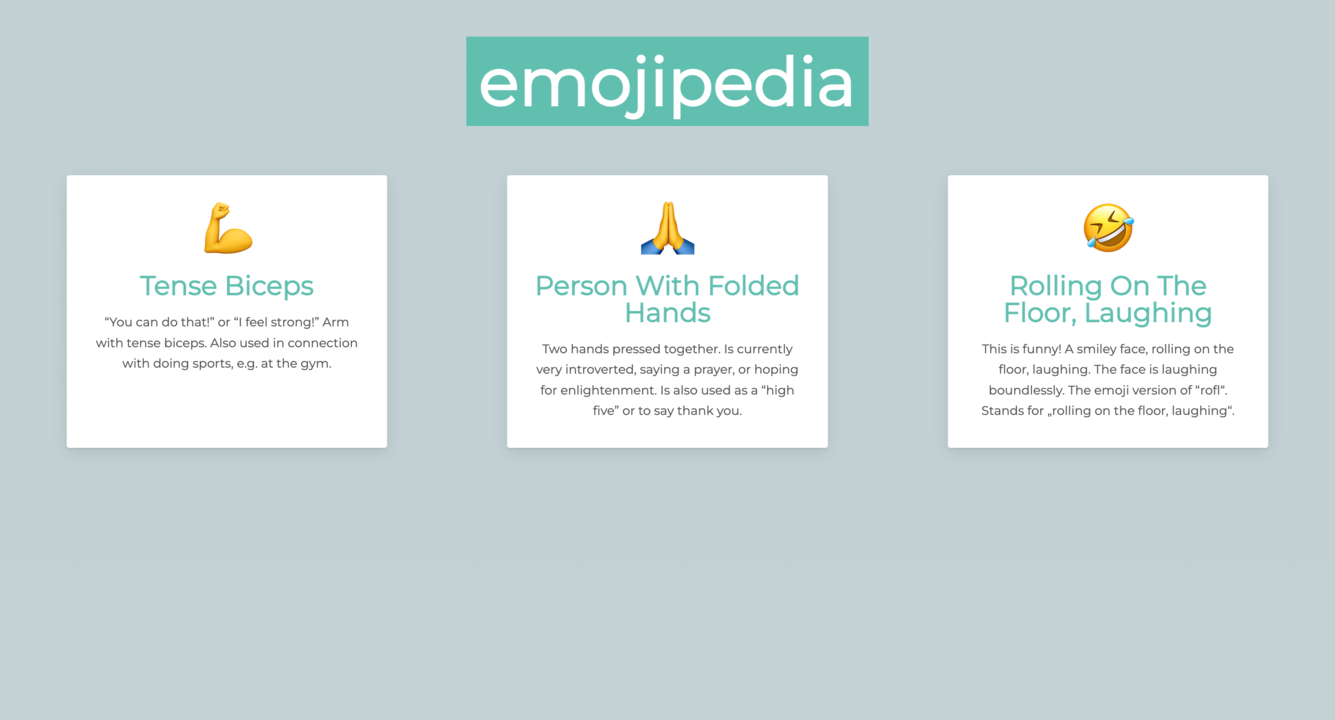 emojipedia
💪
Tense Biceps
“You can do that!” or “I feel strong!” Arm
with tense biceps. Also used in connection
with doing sports, e.g. at the gym.
🙏
Person With Folded
Hands
Two hands pressed together. Is currently
very introverted, saying a prayer, or hoping
for enlightenment. Is also used as a “high
five” or to say thank you.
🤣
Rolling On The
Floor, Laughing
This is funny! A smiley face, rolling on the
floor, laughing. The face is laughing
boundlessly. The emoji version of “rofl“.
Stands for „rolling on the floor, laughing“.